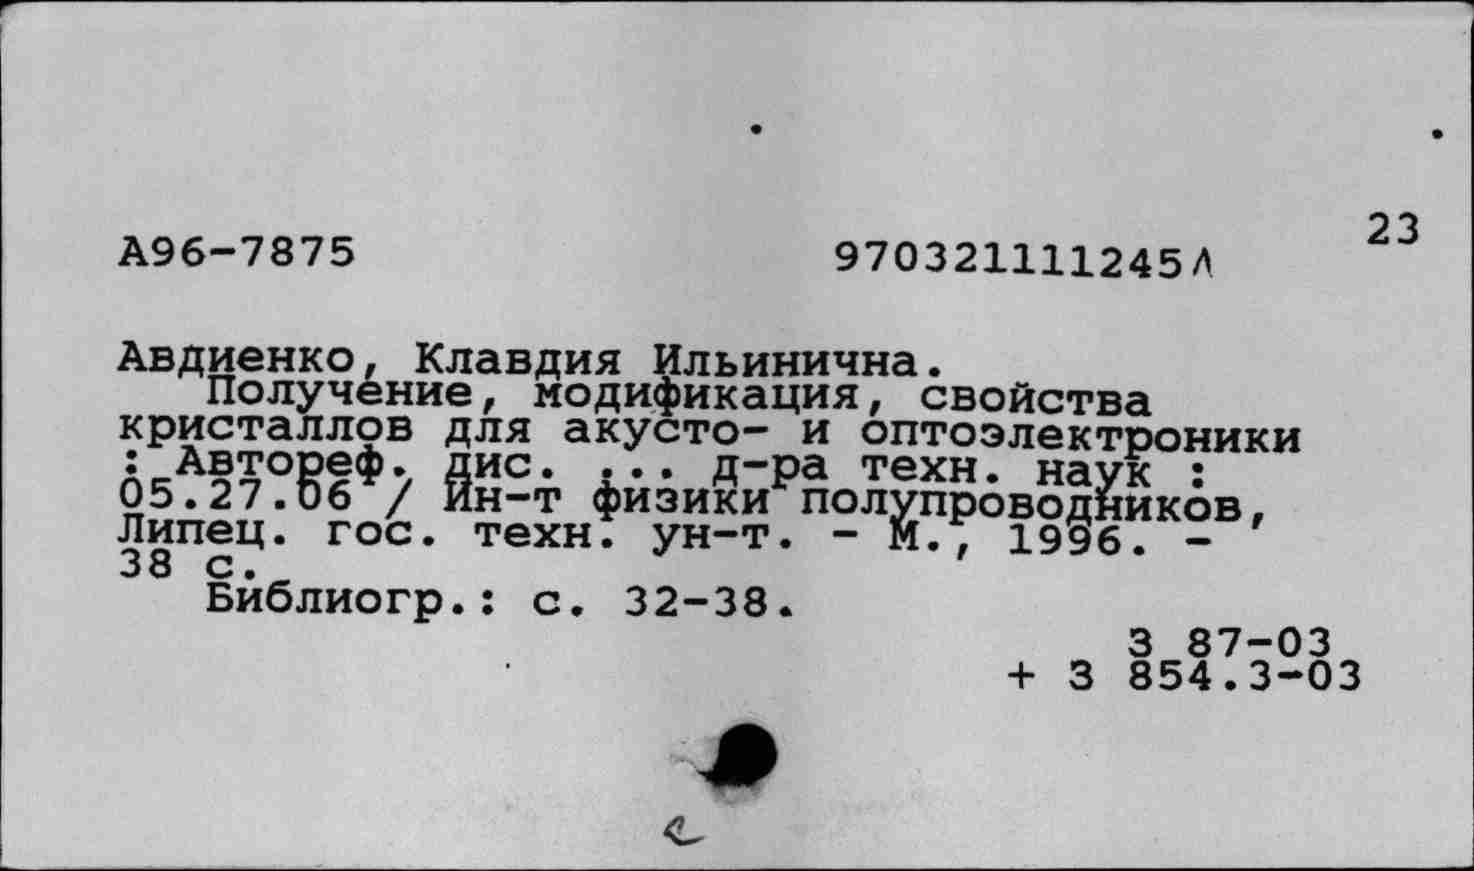 23
А96-7875 970321111245Л
Авдиенко, Клавдия Ильинична.
Получение, модификация, свойства
кристаллов для акусто- и оптоэлектроники
: Автореф. дис. ... д-ра техн. наук :
05.27.06 / Ин-т физики полупроводников,
Липец. гос. техн. ун-т. - М., 1996. -
38 с.
Библиогр.: с. 32-38.
З 87-03
+ З 854.3-03